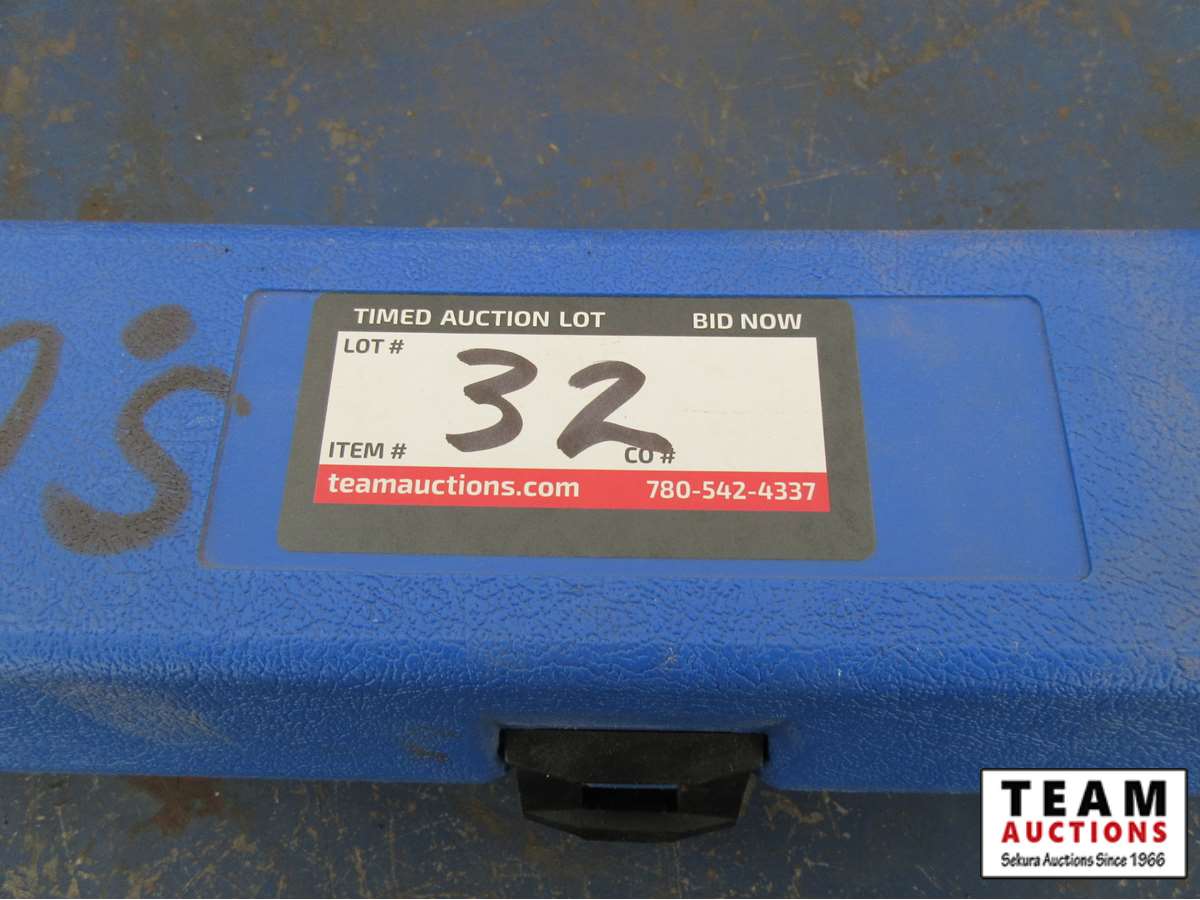 TIMED AUCTION LOT BID NOW
LOT #
32
ITEM # CO #
teamauctions.com 780-542-4337
TEAM
AUCTIONS
Sekura Auctions Since 1966